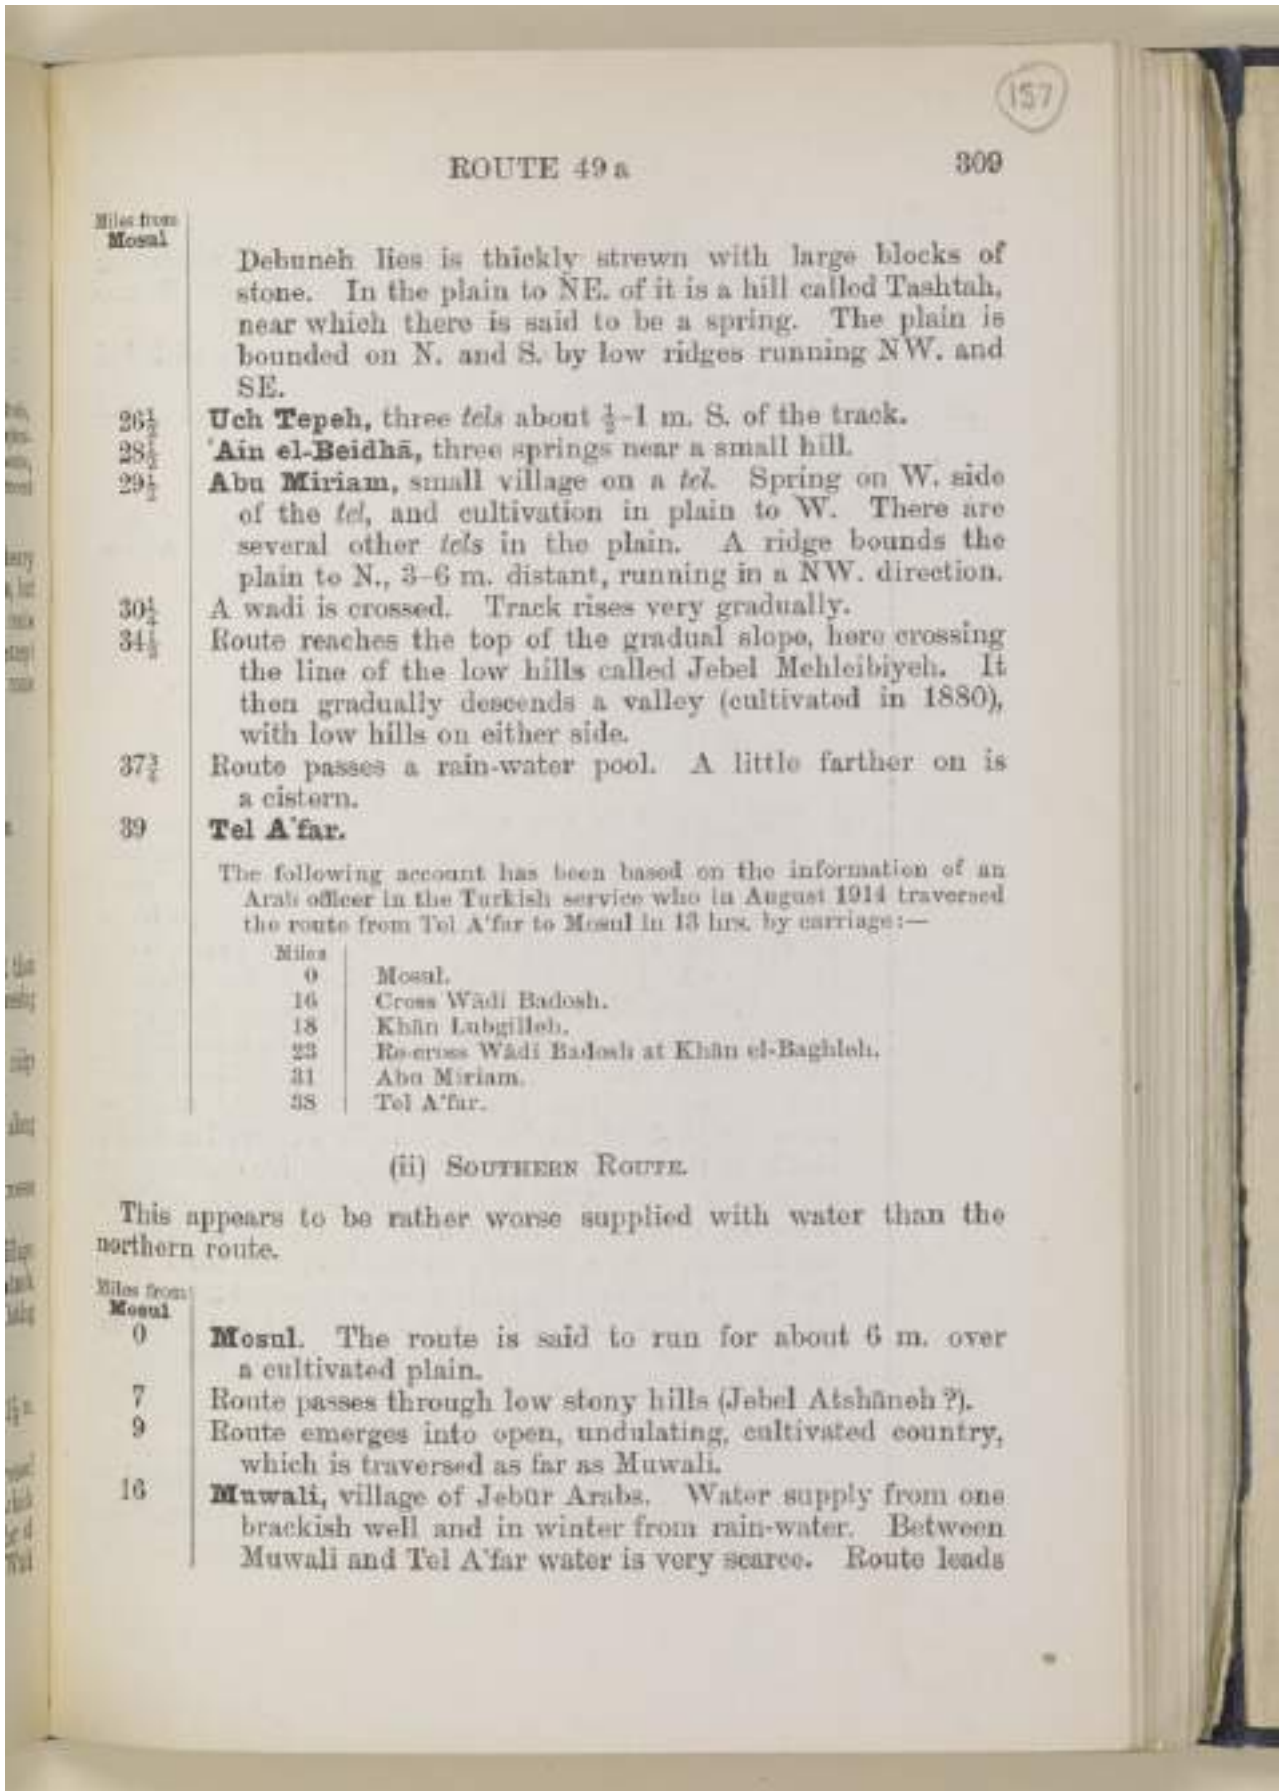 157
ROUTE 49 a 309
Miles from
Mosul
Debuneh lies is thickly strewn with large blocks of
stone. In the plain to NE. of it is a hill called Tashtah,
near which there is said to be a spring. The plain is
bounded on N. and S. by low ridges running NW. and
SE.
26½ Uch Tepeh, three tels about ½–1 m. S. of the track.
28½ ʽAin el-Beidhā, three springs near a small hill.
29½ Abu Miriam, small village on a tel. Spring on W. side
of the tel, and cultivation in plain to W. There are
several other tels in the plain. A ridge bounds the
plain to N., 3–6 m. distant, running in a NW. direction.
30¼ A wadi is crossed. Track rises very gradually.
34½ Route reaches the top of the gradual slope, here crossing
the line of the low hills called Jebel Mehleibiyeh. It
then gradually descends a valley (cultivated in 1880),
with low hills on either side.
37¾ Route passes a rain-water pool. A little farther on is
a cistern.
39 Tel Aʽfar.
The following account has been based on the information of an
Arab officer in the Turkish service who in August 1914 traversed
the route from Tel Aʽfar to Mosul in 13 hrs. by carriage:—
Miles
0 Mosul.
16 Cross Wādi Badosh.
18 Khān Lubgilleh.
23 Re-cross Wādi Badosh at Khān el-Baghleh.
31 Abu Miriam.
38 Tel Aʽfar.
(ii) Southern Route.
This appears to be rather worse supplied with water than the
northern route.
Miles from
Mosul
0 Mosul. The route is said to run for about 6 m. over
a cultivated plain.
7 Route passes through low stony hills (Jebel Atshāneh ?).
9 Route emerges into open, undulating, cultivated country,
which is traversed as far as Muwali.
16 Muwali, village of Jebūr Arabs. Water supply from one
brackish well and in winter from rain-water. Between
Muwali and Tel Aʽfar water is very scarce. Route leads